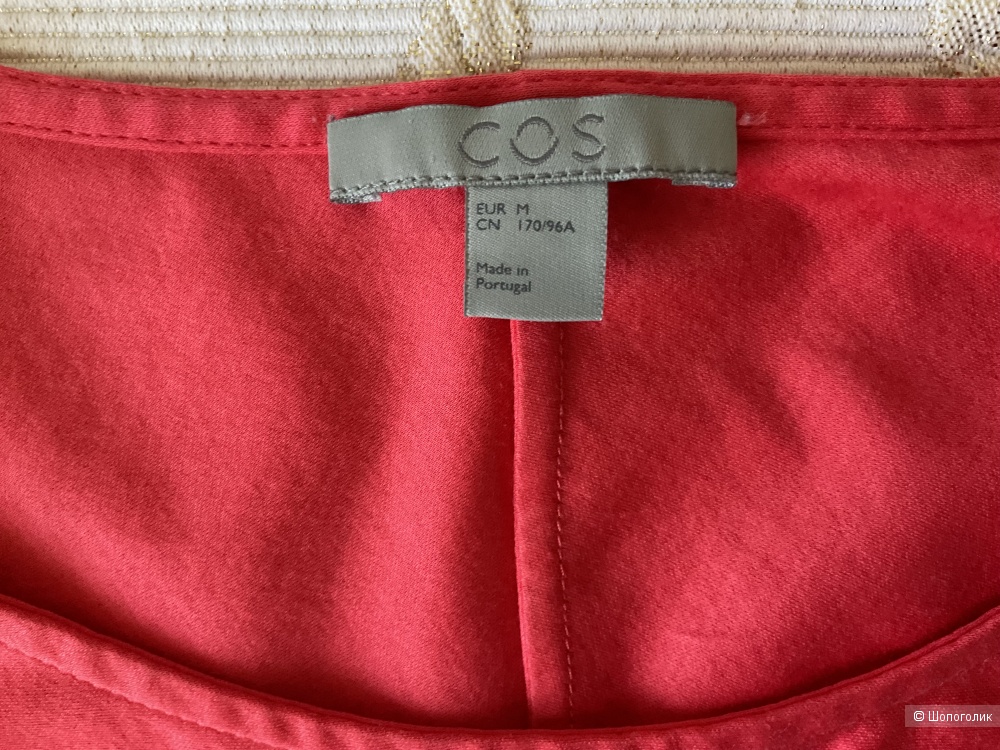 COS
EUR M
CN 170/96A
Made in
Portugal
© Шопоголик